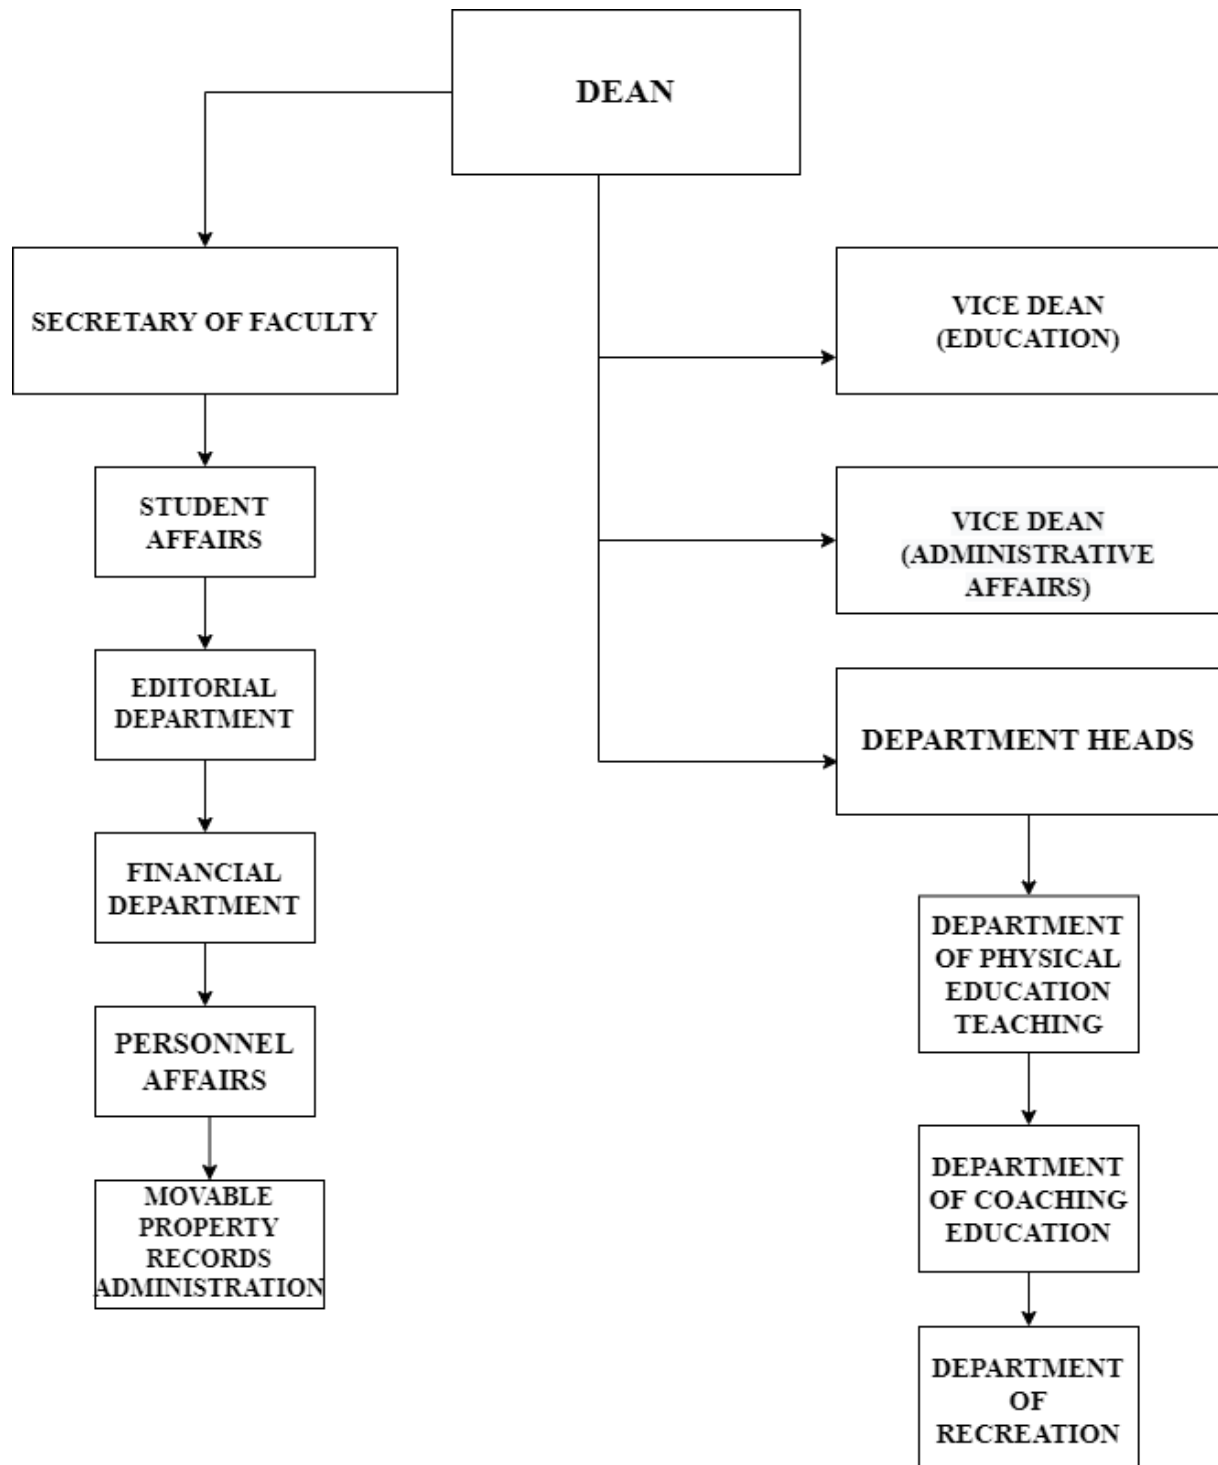 DEAN
SECRETARY OF FACULTY
VICE DEAN
(EDUCATION)
STUDENT
AFFAIRS
VICE DEAN
(ADMINISTRATIVE
AFFAIRS)
EDITORIAL
DEPARTMENT
DEPARTMENT HEADS
FINANCIAL
DEPARTMENT
DEPARTMENT
OF PHYSICAL
EDUCATION
TEACHING
PERSONNEL
AFFAIRS
DEPARTMENT
OF COACHING
EDUCATION
MOVABLE
PROPERTY
RECORDS
ADMINISTRATION
DEPARTMENT
OF
RECREATION